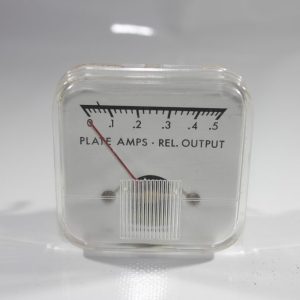 0 .1 .2 .3 .4 .5
PLATE AMPS · REL. OUTPUT